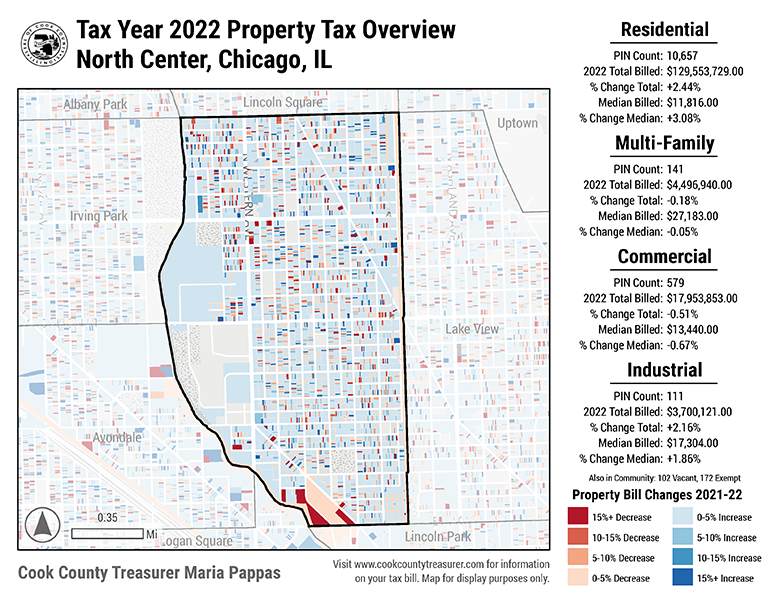 Tax Year 2022 Property Tax Overview
North Center, Chicago, IL
Albany Park
Lincoln Square
Uptown
Irving Park
Lake View
Avondale
Logan Square
Lincoln Park
0.35
Mi
Cook County Treasurer Maria Pappas
Visit www.cookcountytreasurer.com for information
on your tax bill. Map for display purposes only.
Residential
PIN Count: 10,657
2022 Total Billed: $129,553,729.00
% Change Total: +2.44%
Median Billed: $11,816.00
% Change Median: +3.08%
Multi-Family
PIN Count: 141
2022 Total Billed: $4,496,940.00
% Change Total: -0.18%
Median Billed: $27,183.00
% Change Median: -0.05%
Commercial
PIN Count: 579
2022 Total Billed: $17,953,853.00
% Change Total: -0.51%
Median Billed: $13,440.00
% Change Median: -0.67%
Industrial
PIN Count: 111
2022 Total Billed: $3,700,121.00
% Change Total: +2.16%
Median Billed: $17,304.00
% Change Median: +1.86%
Also in Community: 102 Vacant, 172 Exempt
Property Bill Changes 2021-22
15%+ Decrease
10-15% Decrease
5-10% Decrease
0-5% Decrease
0-5% Increase
5-10% Increase
10-15% Increase
15%+ Increase